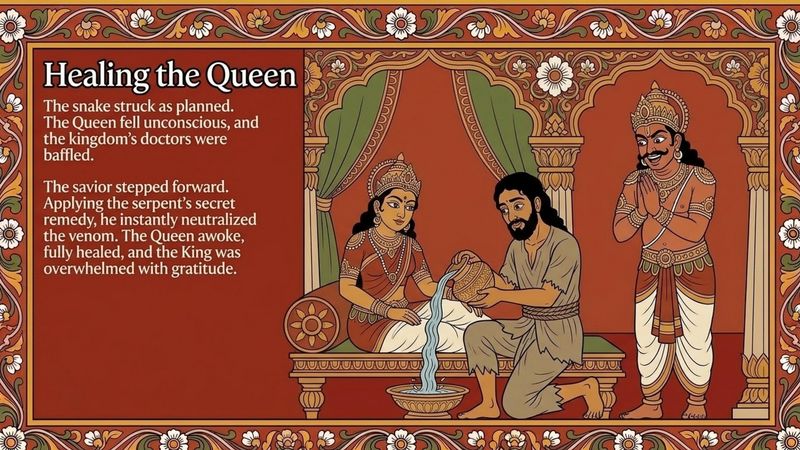 Healing the Queen
The snake struck as planned.
The Queen fell unconscious, and
the kingdom's doctors were
baffled.
The savior stepped forward.
Applying the serpent's secret
remedy, he instantly neutralized
the venom. The Queen awoke,
fully healed, and the King was
overwhelmed with gratitude.